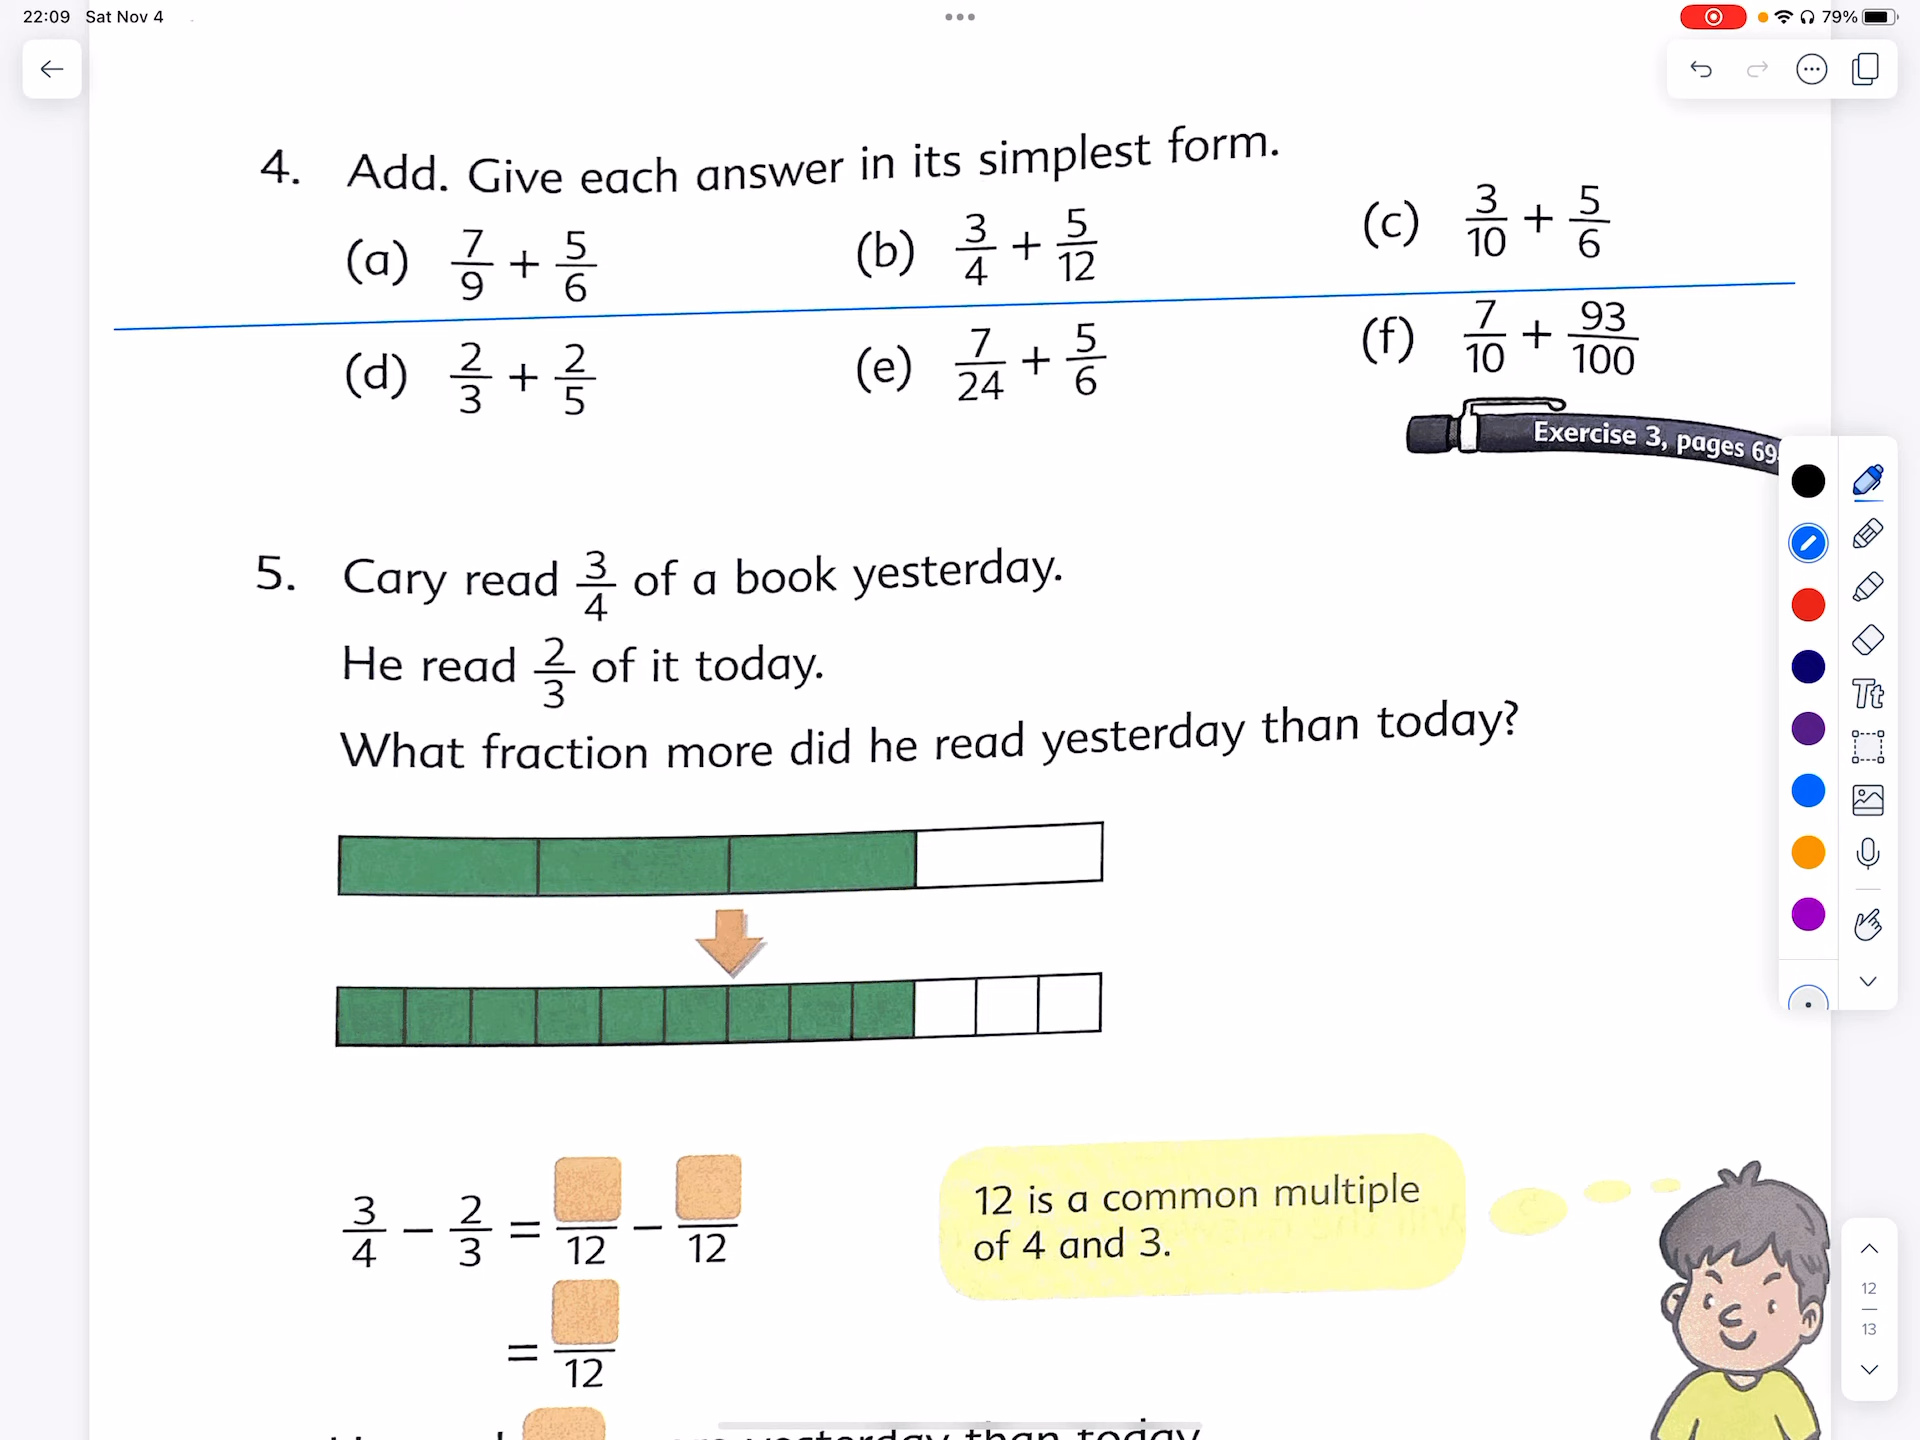 22:09 Sat Nov 4
79%
4. Add. Give each answer in its simplest form.
(a) 7/9 + 5/6 (b) 3/4 + 5/12 (c) 3/10 + 5/6
(d) 2/3 + 2/5 (e) 7/24 + 5/6 (f) 7/10 + 93/100
Exercise 3, pages 69
5. Cary read 3/4 of a book yesterday.
He read 2/3 of it today.
What fraction more did he read yesterday than today?
3/4 − 2/3 = /12 − /12
= /12
12 is a common multiple
of 4 and 3.
yesterday than today
Tt
12
13